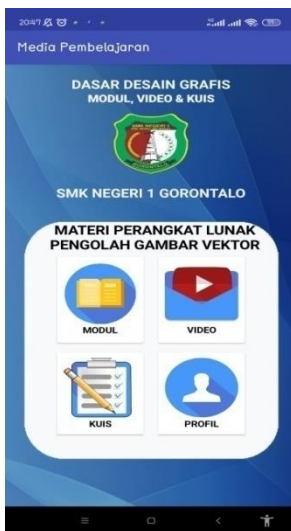 20:47
Media Pembelajaran
DASAR DESAIN GRAFIS
MODUL, VIDEO & KUIS
SMK NEGERI 1 GORONTALO
MATERI PERANGKAT LUNAK
PENGOLAH GAMBAR VEKTOR
MODUL
VIDEO
KUIS
PROFIL